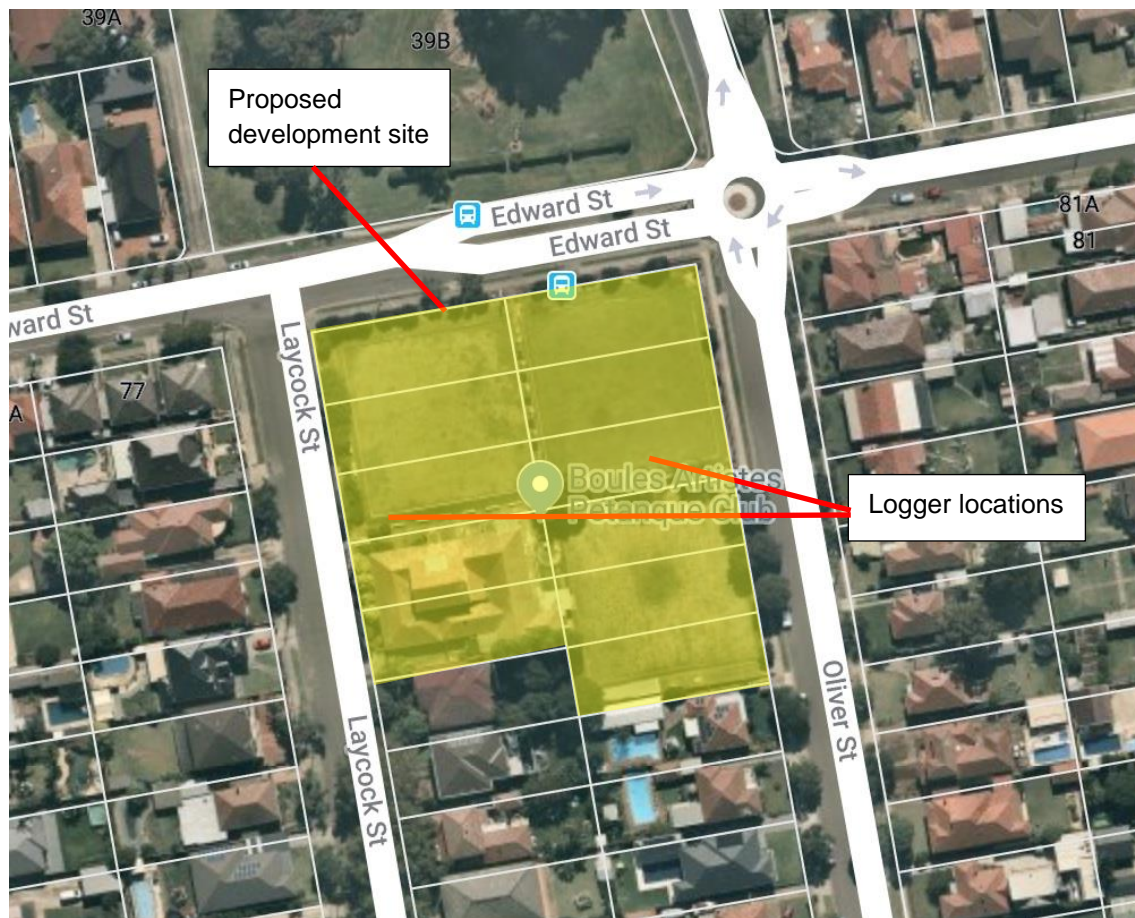 39A
39B
Proposed
development site
Edward St
Edward St
81A
81
ward St
Laycock St
77
A
Boules Artistes
Petanque Club
Logger locations
Oliver St
Laycock St